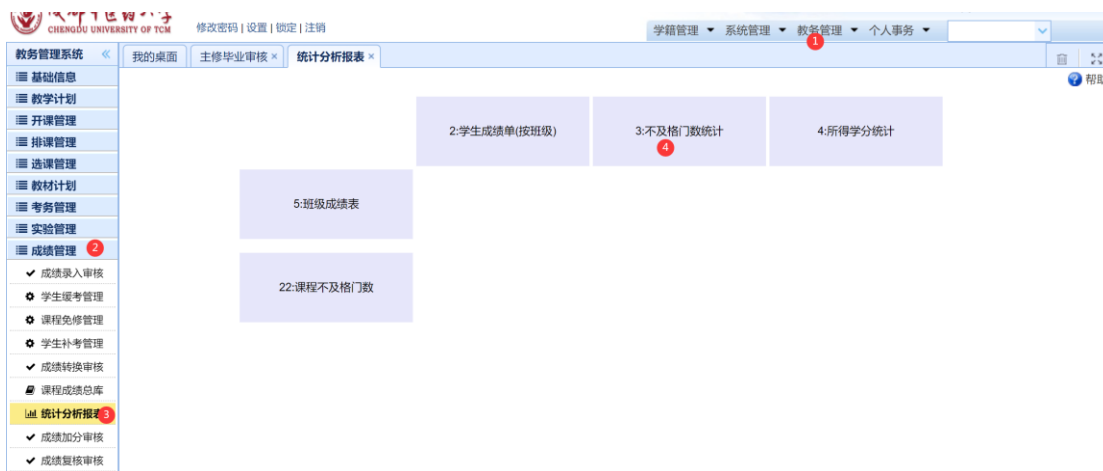 CHENGDU UNIVERSITY OF TCM
修改密码 | 设置 | 锁定 | 注销
学籍管理 系统管理 教务管理 个人事务
1
教务管理系统
我的桌面 主修毕业审核 × 统计分析报表 ×
帮助
基础信息
教学计划
开课管理
排课管理
选课管理
教材计划
考务管理
实验管理
成绩管理 2
成绩录入审核
学生缓考管理
课程免修管理
学生补考管理
成绩转换审核
课程成绩总库
统计分析报表 3
成绩加分审核
成绩复核审核
2:学生成绩单(按班级) 3:不及格门数统计 4:所得学分统计
4
5:班级成绩表
22:课程不及格门数